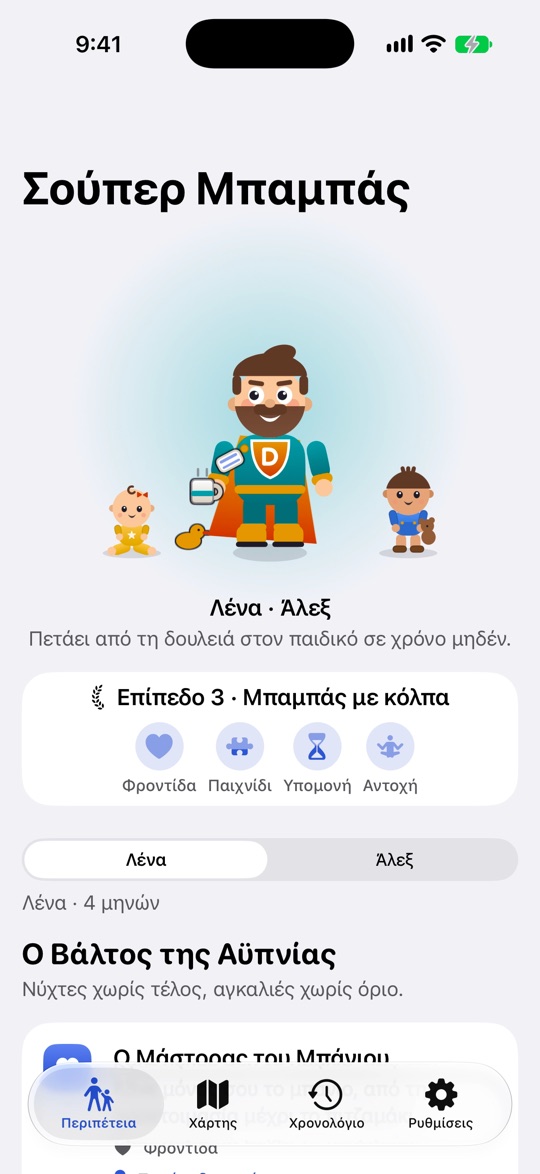 9:41
Σούπερ Μπαμπάς
D
Λένα · Άλεξ
Πετάει από τη δουλειά στον παιδικό σε χρόνο μηδέν.
Επίπεδο 3 · Μπαμπάς με κόλπα
Φροντίδα Παιχνίδι Υπομονή Αντοχή
Λένα Άλεξ
Λένα · 4 μηνών
Ο Βάλτος της Αϋπνίας
Νύχτες χωρίς τέλος, αγκαλιές χωρίς όριο.
Ο Μάστορας του Μπάνιου
Φροντίδα
Περιπέτεια Χάρτης Χρονολόγιο Ρυθμίσεις